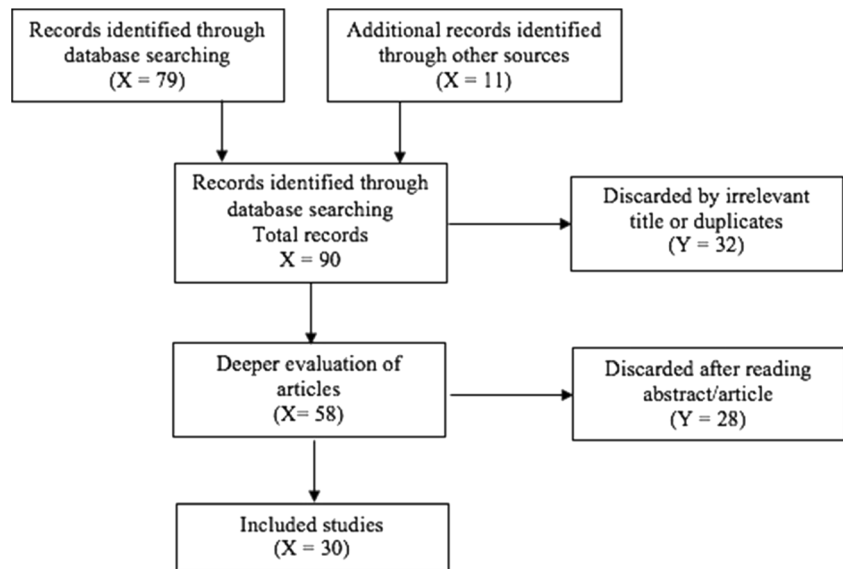 Records identified through
database searching
(X = 79)
Additional records identified
through other sources
(X = 11)
Records identified through
database searching
Total records
X = 90
Discarded by irrelevant
title or duplicates
(Y = 32)
Deeper evaluation of
articles
(X= 58)
Discarded after reading
abstract/article
(Y = 28)
Included studies
(X = 30)